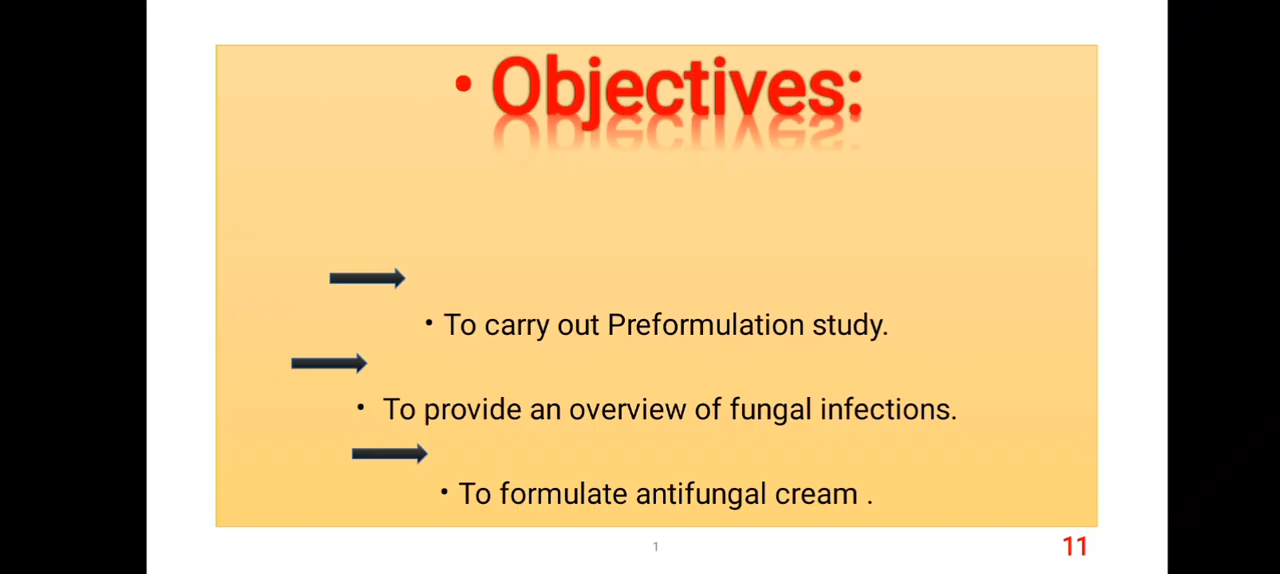 • Objectives:
• To carry out Preformulation study.
• To provide an overview of fungal infections.
• To formulate antifungal cream .
1
11